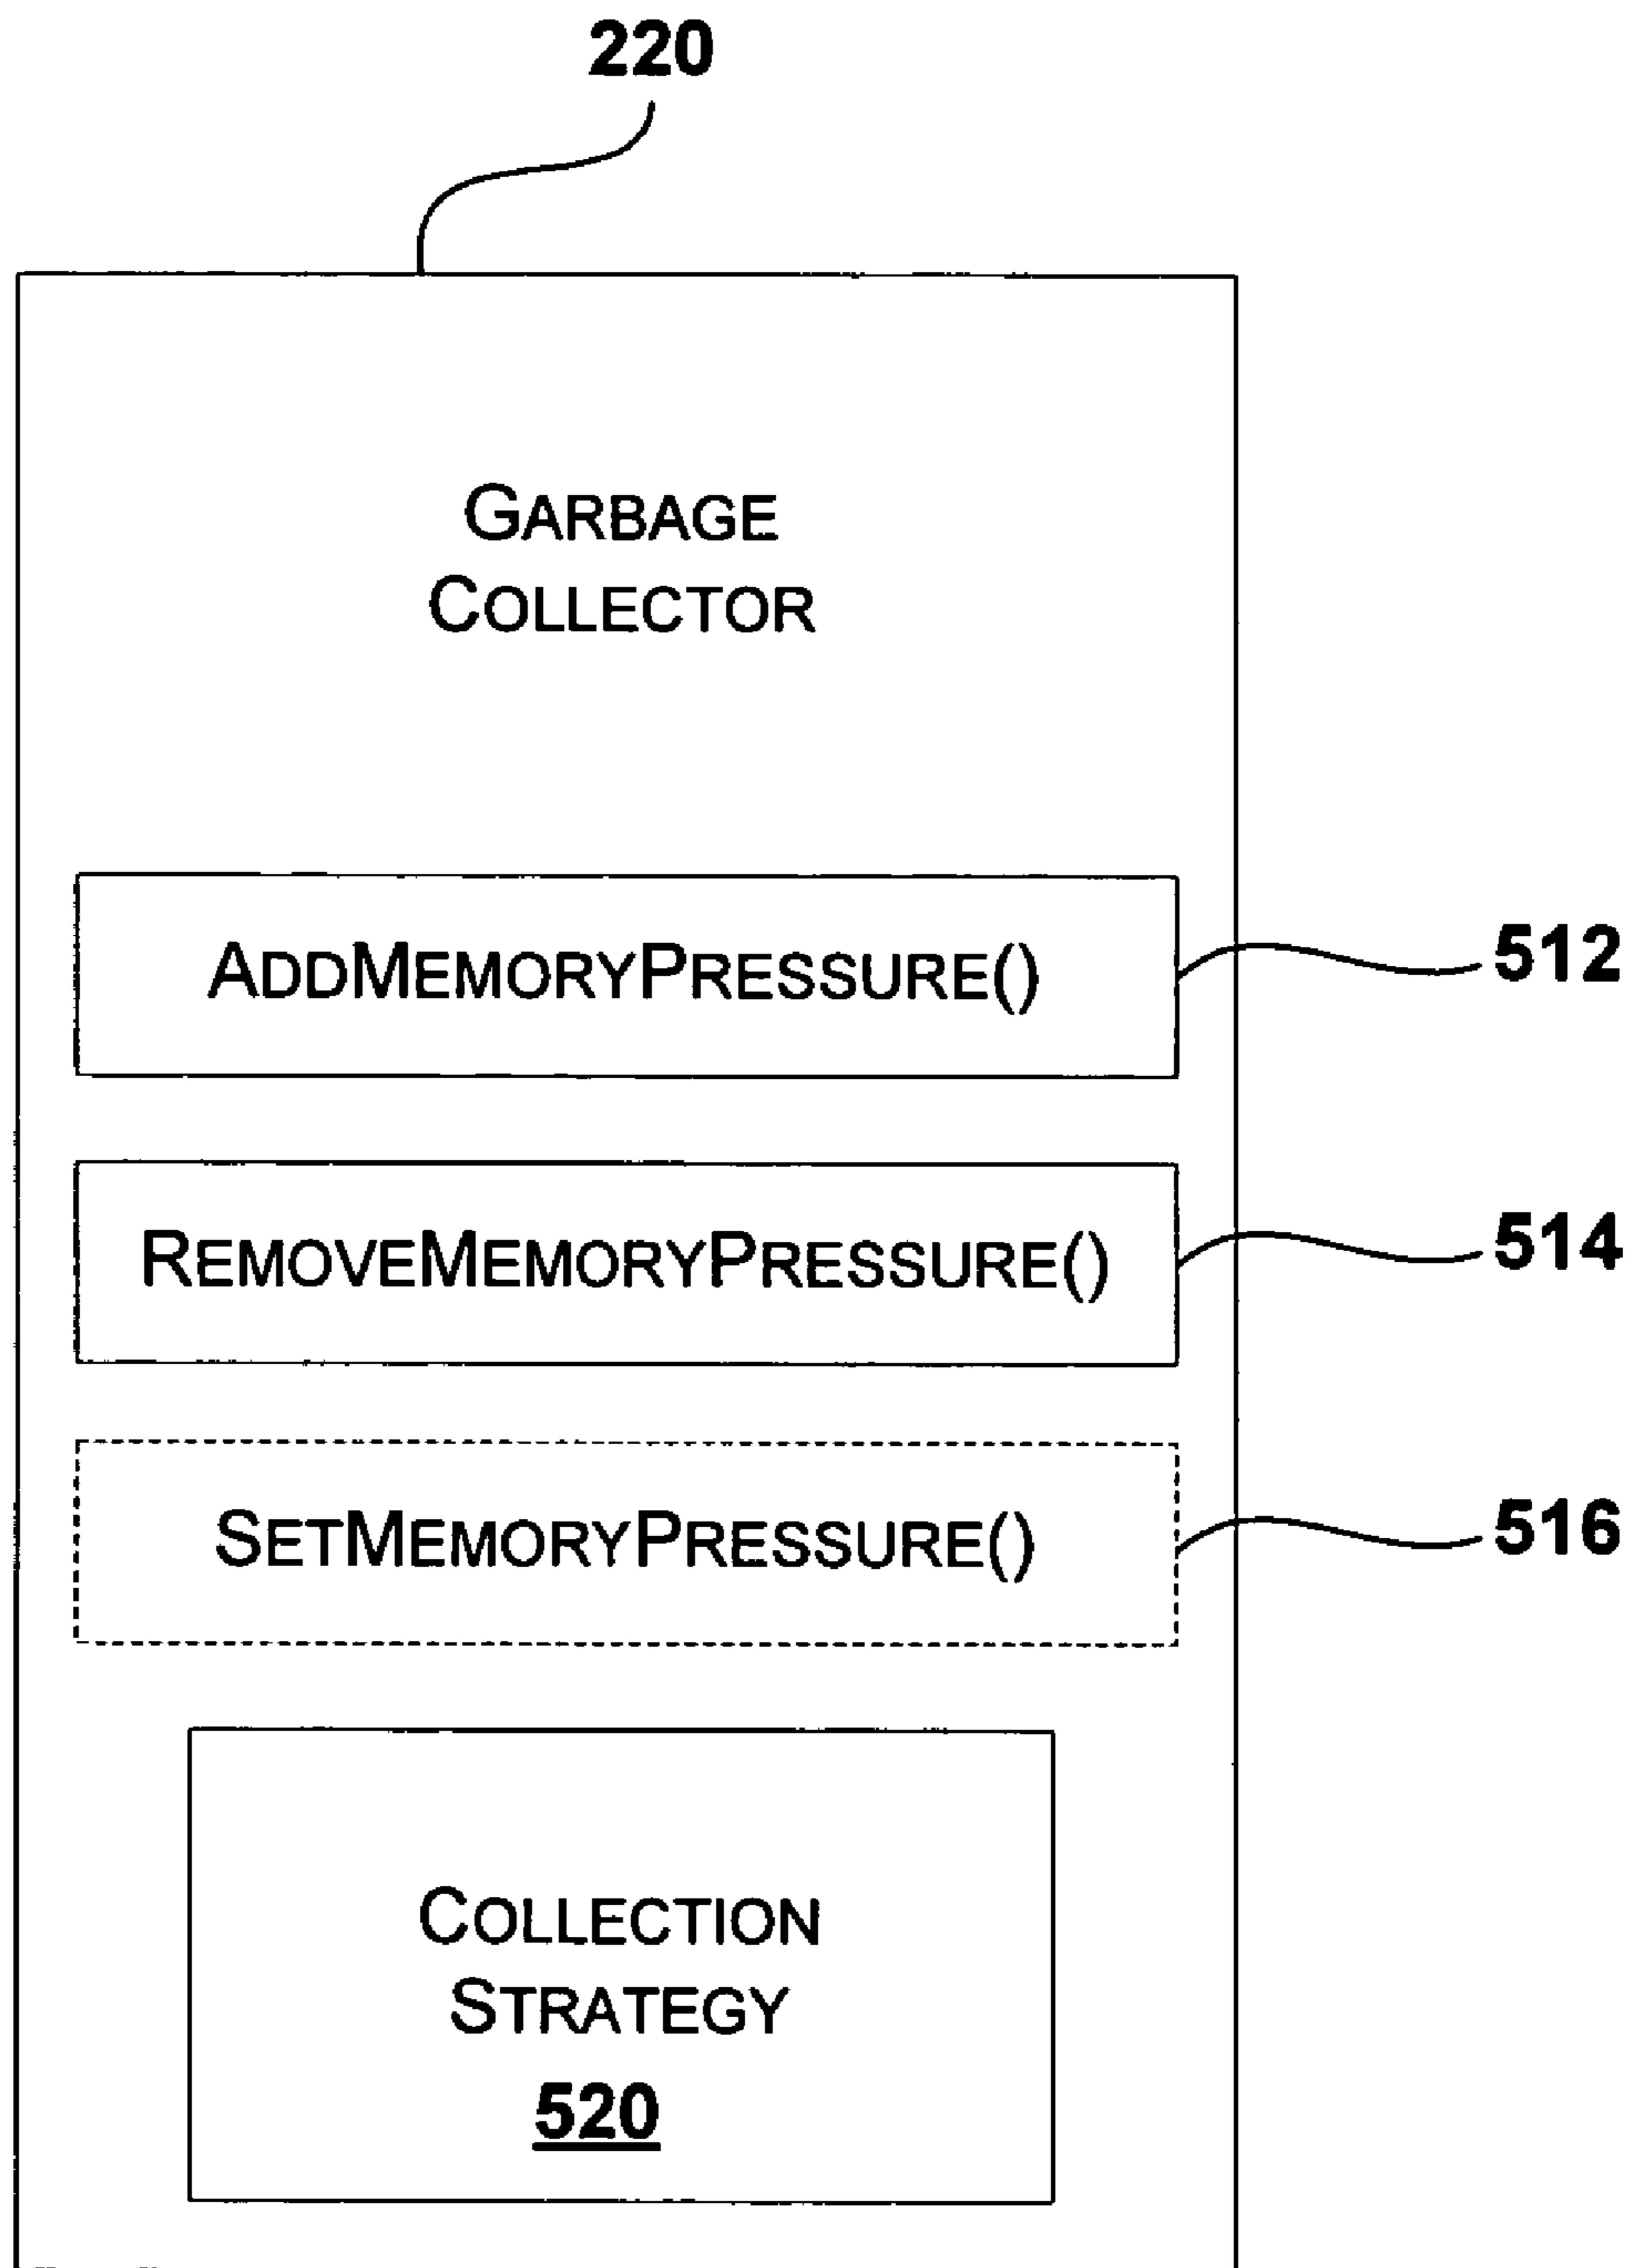 220
GARBAGE
COLLECTOR
ADDMEMORYPRESSURE()
512
REMOVEMEMORYPRESSURE()
514
SETMEMORYPRESSURE()
516
COLLECTION
STRATEGY
520